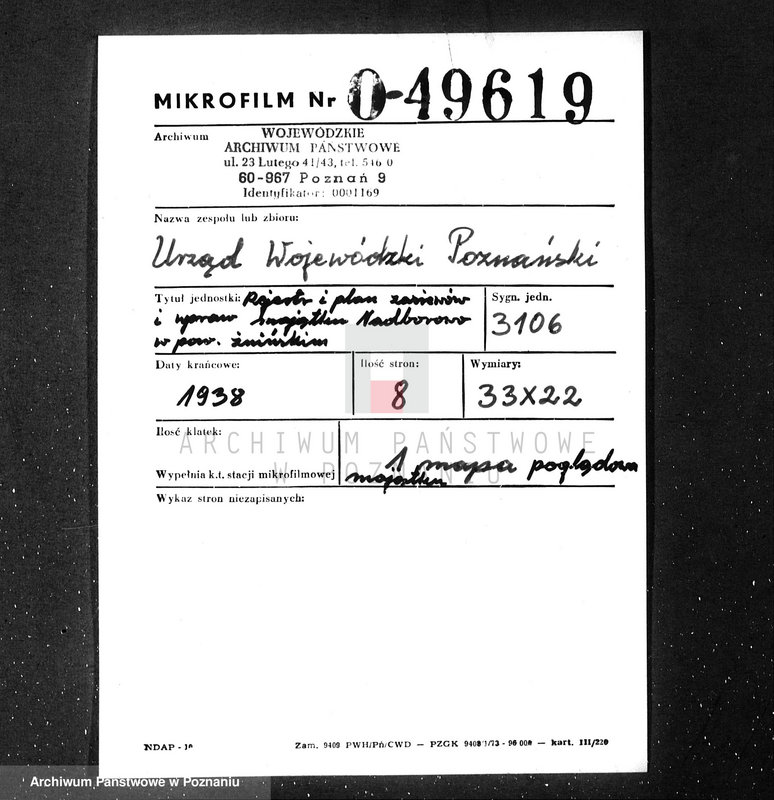 MIKROFILM Nr 0-49619
Archiwum WOJEWÓDZKIE
ARCHIWUM PAŃSTWOWE
ul. 23 Lutego 41/43, tel. 546 0
60-967 Poznań 9
Identyfikator: 0001169
Nazwa zespołu lub zbioru:
Urząd Wojewódzki Poznański
Tytuł jednostki: Rejestr i plan zasiewów
i upraw majątku Nadborowo
w pow. żnińskim
Sygn. jedn.
3106
Daty krańcowe:
1938
Ilość stron:
8
Wymiary:
33X22
Ilość klatek:
ARCHIWUM PAŃSTWOWE
W POZNANIU
Wypełnia k.t. stacji mikrofilmowej
1 mapa poglądowa
majątku
Wykaz stron niezapisanych:
NDAP - Zam. 9409 PWH/Pń/CWD — PZGK 9409/1/73 - 96 000 — kart. III/220
Archiwum Państwowe w Poznaniu